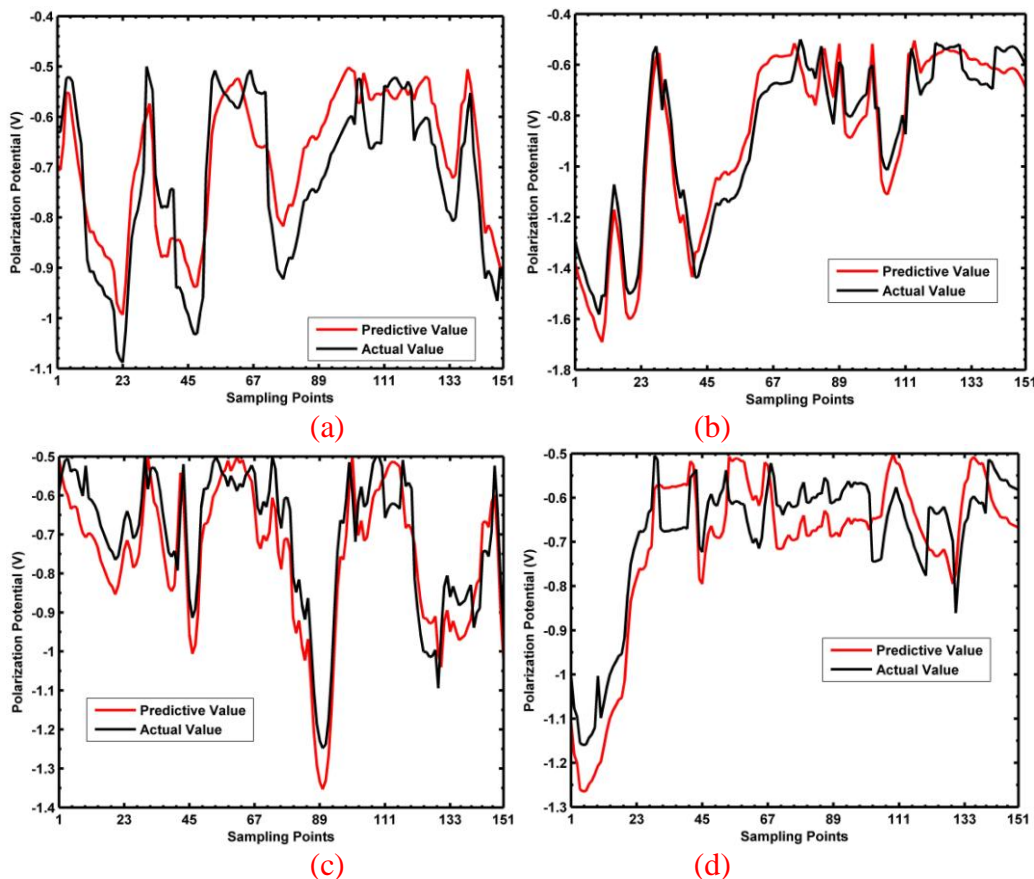 -0.4
-0.5
-0.6
-0.7
-0.8
-0.9
-1
-1.1
Polarization Potential (V)
Predictive Value
Actual Value
1 23 45 67 89 111 133 151
Sampling Points
(a)
-0.4
-0.6
-0.8
-1
-1.2
-1.4
-1.6
-1.8
Polarization Potential (V)
Predictive Value
Actual Value
1 23 45 67 89 111 133 151
Sampling Points
(b)
-0.5
-0.6
-0.7
-0.8
-0.9
-1
-1.1
-1.2
-1.3
-1.4
Polarization Potential (V)
Predictive Value
Actual Value
1 23 45 67 89 111 133 151
Sampling Points
(c)
-0.5
-0.6
-0.7
-0.8
-0.9
-1
-1.1
-1.2
-1.3
Polarization Potential (V)
Predictive Value
Actual Value
1 23 45 67 89 111 133 151
Sampling Points
(d)